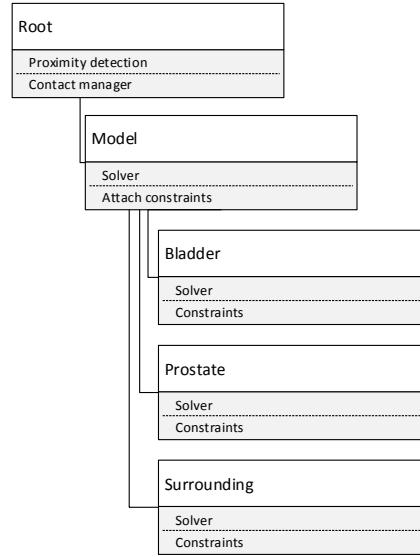 Root
Proximity detection
Contact manager
Model
Solver
Attach constraints
Bladder
Solver
Constraints
Prostate
Solver
Constraints
Surrounding
Solver
Constraints